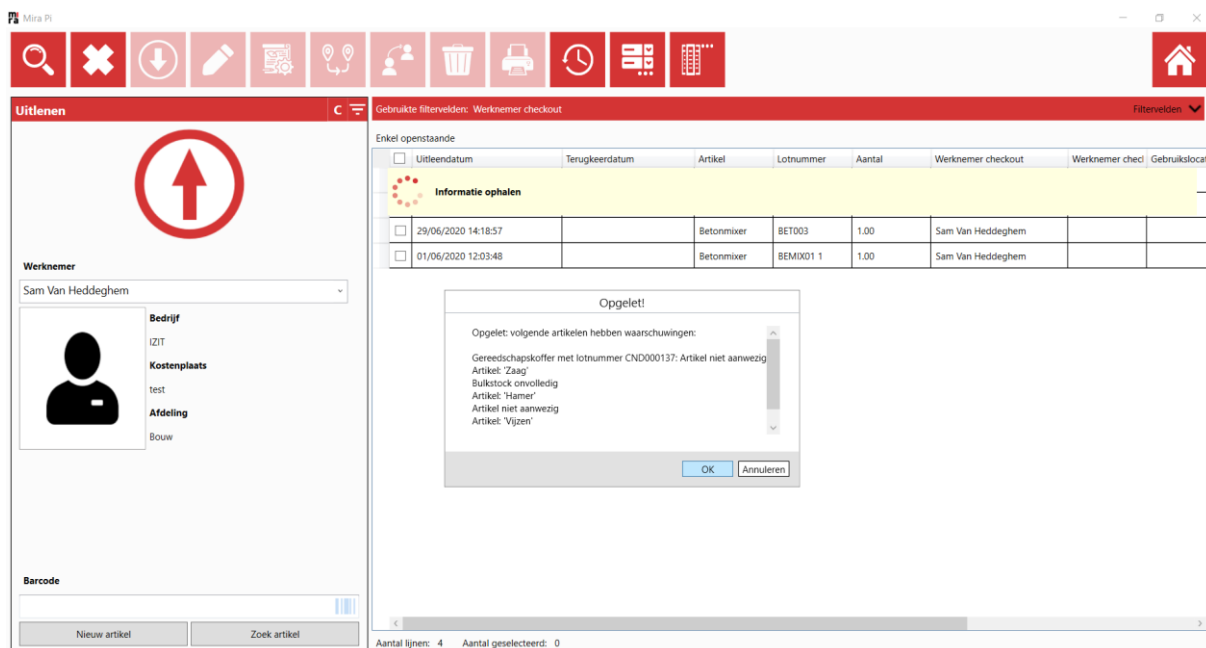 Mira Pi
Uitlenen C
Gebruikte filtervelden: Werknemer checkout Filtervelden
Enkel openstaande
Uitleendatum Terugkeerdatum Artikel Lotnummer Aantal Werknemer checkout Werknemer checl Gebruikslocat
Informatie ophalen
29/06/2020 14:18:57 Betonmixer BET003 1.00 Sam Van Heddeghem
01/06/2020 12:03:48 Betonmixer BEMIX01 1 1.00 Sam Van Heddeghem
Werknemer
Sam Van Heddeghem
Bedrijf
IZIT
Kostenplaats
test
Afdeling
Bouw
Opgelet!
Opgelet: volgende artikelen hebben waarschuwingen:
Gereedschapskoffer met lotnummer CND000137: Artikel niet aanwezig
Artikel: 'Zaag'
Bulkstock onvolledig
Artikel: 'Hamer'
Artikel niet aanwezig
Artikel: 'Vijzen'
OK Annuleren
Barcode
Nieuw artikel Zoek artikel
Aantal lijnen: 4 Aantal geselecteerd: 0